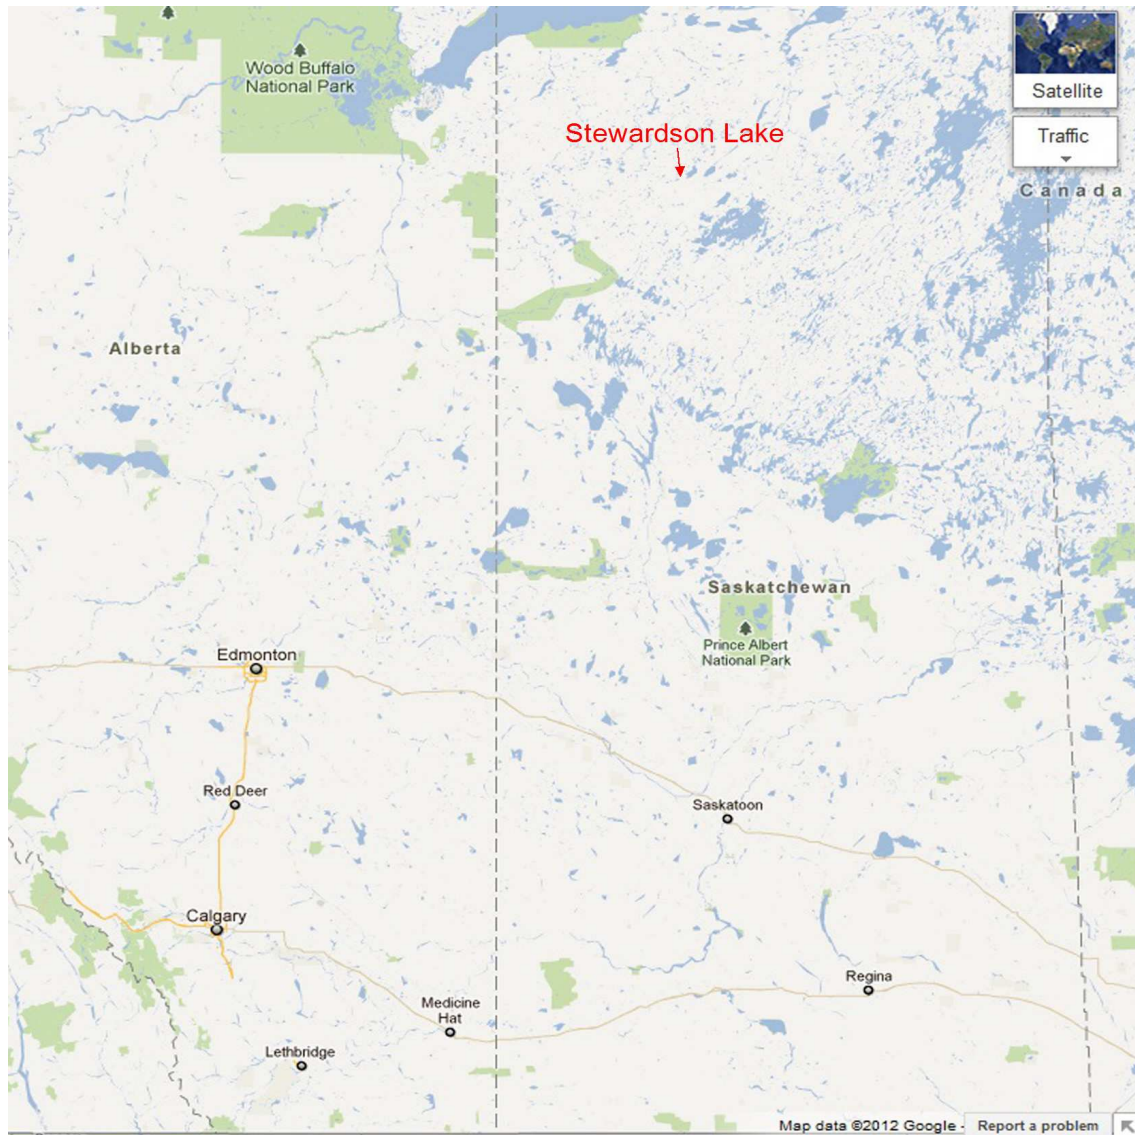 Wood Buffalo
National Park
Satellite
Traffic
Stewardson Lake
Canada
Alberta
Saskatchewan
Prince Albert
National Park
Edmonton
Red Deer
Saskatoon
Calgary
Regina
Medicine
Hat
Lethbridge
Map data ©2012 Google -
Report a problem